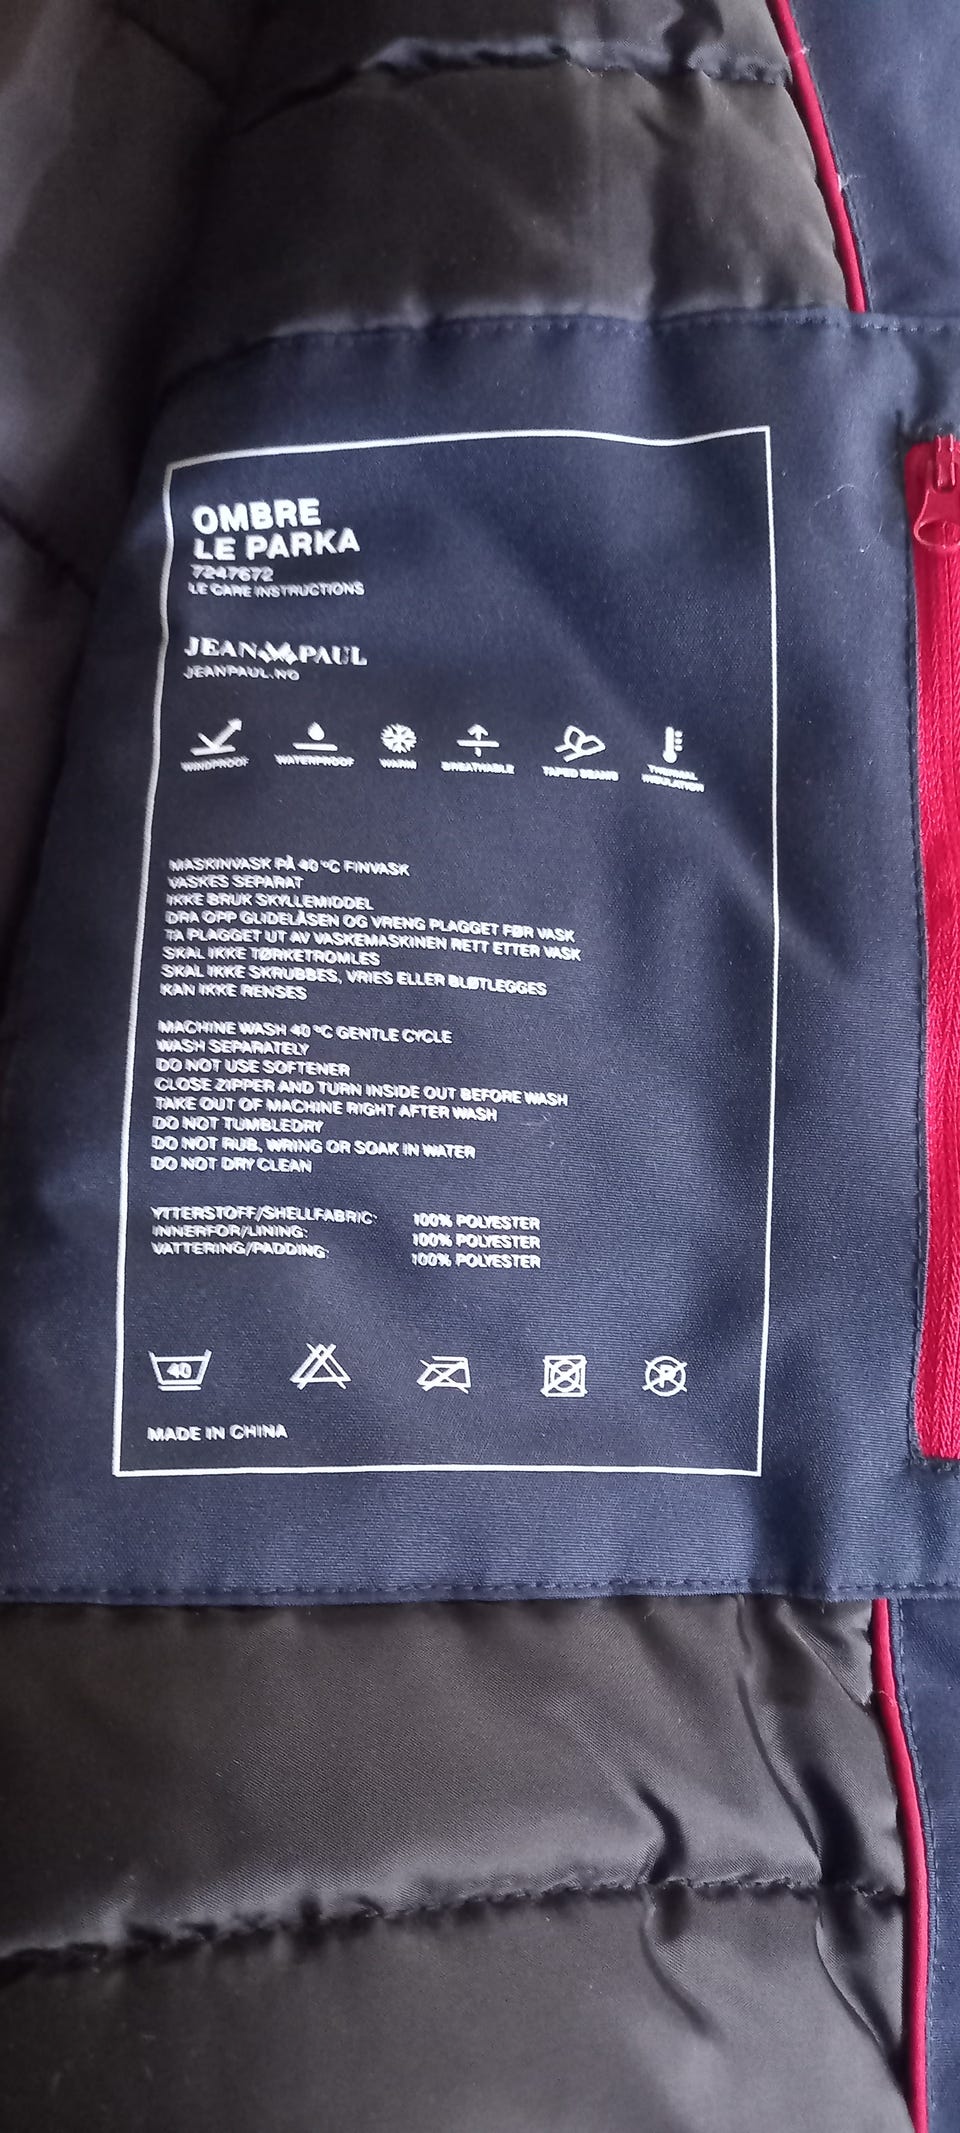 OMBRE
LE PARKA
7247672
LE CARE INSTRUCTIONS
JEAN PAUL
JEANPAUL.NO
WINDPROOF
WATERPROOF
WARM
BREATHABLE
TAPED SEAMS
THERMAL
INSULATION
MASKINVASK PÅ 40 °C FINVASK
VASKES SEPARAT
IKKE BRUK SKYLLEMIDDEL
DRA OPP GLIDELÅSEN OG VRENG PLAGGET FØR VASK
TA PLAGGET UT AV VASKEMASKINEN RETT ETTER VASK
SKAL IKKE TØRKETROMLES
SKAL IKKE SKRUBBES, VRIES ELLER BLØTLEGGES
KAN IKKE RENSES
MACHINE WASH 40 °C GENTLE CYCLE
WASH SEPARATELY
DO NOT USE SOFTENER
CLOSE ZIPPER AND TURN INSIDE OUT BEFORE WASH
TAKE OUT OF MACHINE RIGHT AFTER WASH
DO NOT TUMBLEDRY
DO NOT RUB, WRING OR SOAK IN WATER
DO NOT DRY CLEAN
YTTERSTOFF/SHELLFABRIC: 100% POLYESTER
INNERFOR/LINING: 100% POLYESTER
VATTERING/PADDING: 100% POLYESTER
40
P
MADE IN CHINA